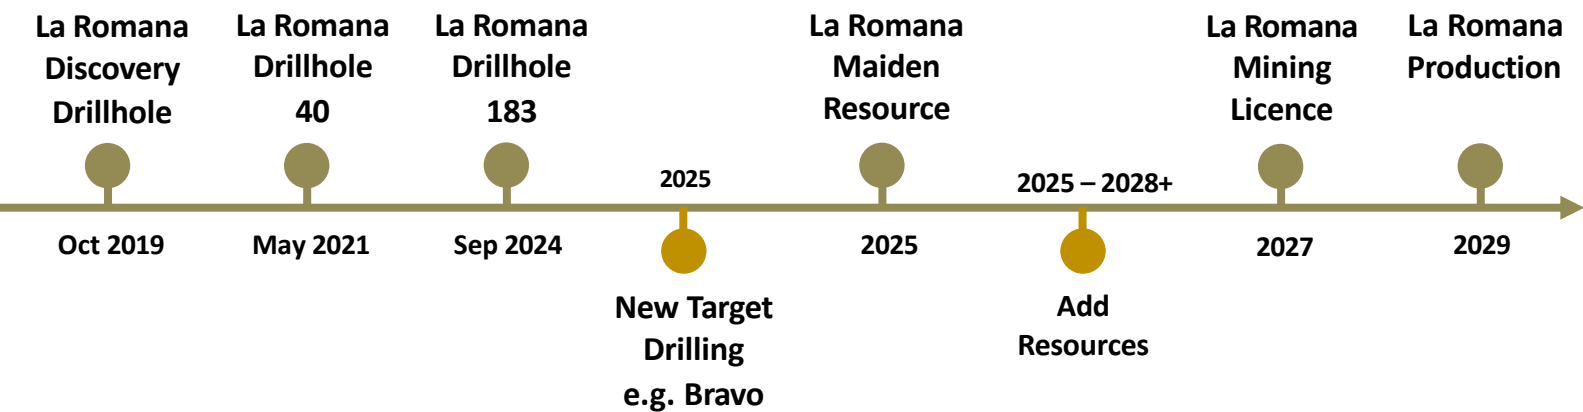 La Romana
Discovery
Drillhole
Oct 2019
La Romana
Drillhole
40
May 2021
La Romana
Drillhole
183
Sep 2024
2025
New Target
Drilling
e.g. Bravo
La Romana
Maiden
Resource
2025
2025 – 2028+
Add
Resources
La Romana
Mining
Licence
2027
La Romana
Production
2029